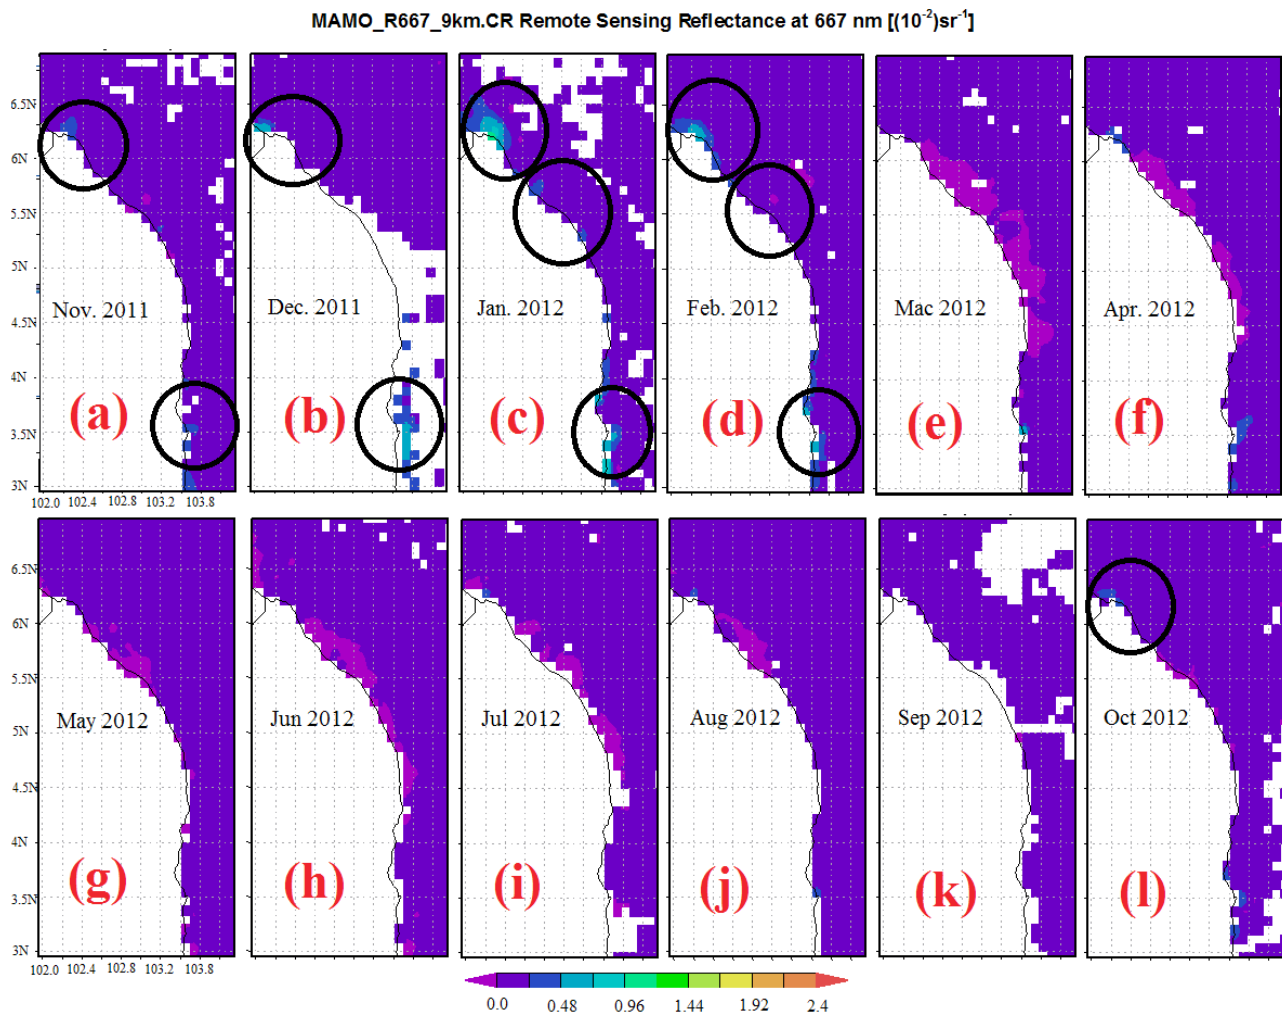 MAMO_R667_9km.CR Remote Sensing Reflectance at 667 nm [(10⁻²)sr⁻¹]
6.5N
6N
5.5N
5N
4.5N
4N
3.5N
3N
Nov. 2011
Dec. 2011
Jan. 2012
Feb. 2012
Mac 2012
Apr. 2012
(a)
(b)
(c)
(d)
(e)
(f)
102.0 102.4 102.8 103.2 103.8
6.5N
6N
5.5N
5N
4.5N
4N
3.5N
3N
May 2012
Jun 2012
Jul 2012
Aug 2012
Sep 2012
Oct 2012
(g)
(h)
(i)
(j)
(k)
(l)
102.0 102.4 102.8 103.2 103.8
0.0 0.48 0.96 1.44 1.92 2.4